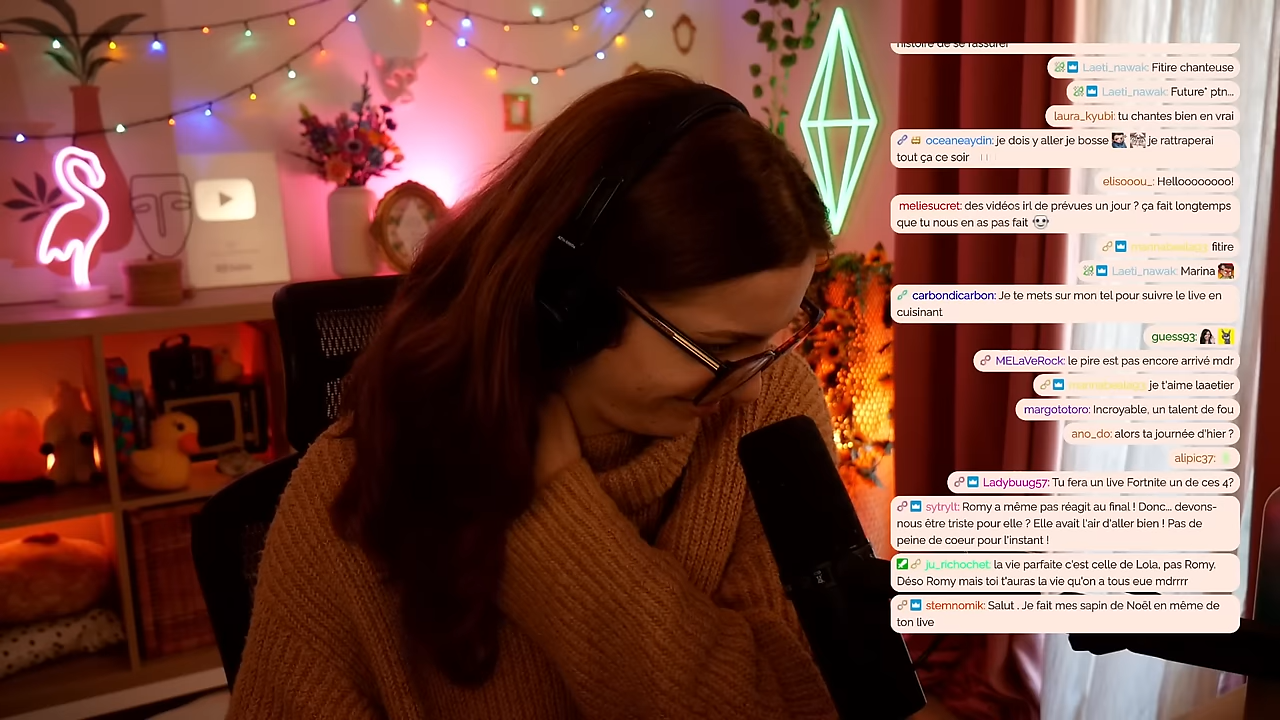 histoire de se rassurer
Laeti_nawak: Fitire chanteuse
Laeti_nawak: Future* ptn...
laura_kyubi: tu chantes bien en vrai
oceaneaydin: je dois y aller je bosse je rattraperai
tout ça ce soir
elisooou_: Helloooooooo!
meliesucret: des vidéos irl de prévues un jour ? ça fait longtemps
que tu nous en as pas fait
fitire
Laeti_nawak: Marina
carbondicarbon: Je te mets sur mon tel pour suivre le live en
cuisinant
guess93:
MELaVeRock: le pire est pas encore arrivé mdr
je t'aime laaetier
margototoro: Incroyable, un talent de fou
ano_do: alors ta journée d'hier ?
alipic37:
Ladybuug57: Tu fera un live Fortnite un de ces 4?
sytrylt: Romy a même pas réagit au final ! Donc... devons-
nous être triste pour elle ? Elle avait l'air d'aller bien ! Pas de
peine de coeur pour l'instant !
ju_richochet: la vie parfaite c'est celle de Lola, pas Romy.
Déso Romy mais toi t'auras la vie qu'on a tous eue mdrrrr
stemnomik: Salut . Je fait mes sapin de Noël en même de
ton live